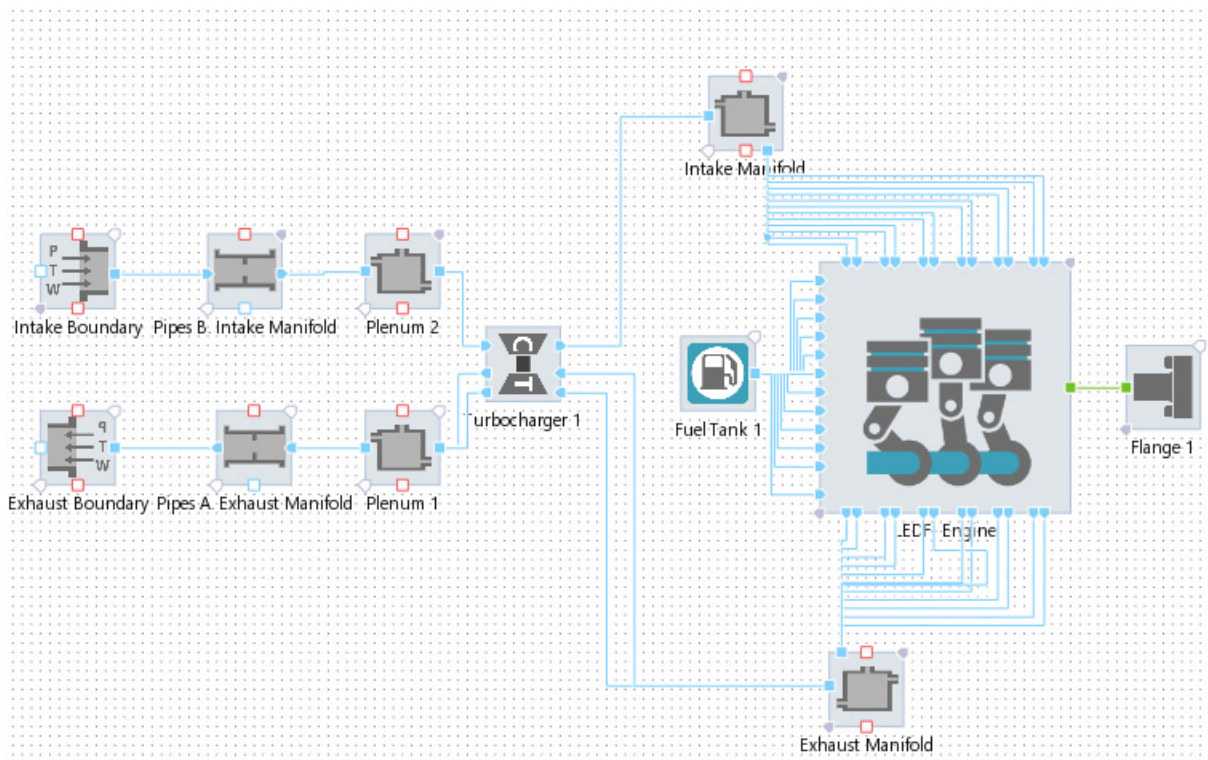 Intake Manifold
P
T
W
Intake Boundary
Pipes B. Intake Manifold
Plenum 2
C
T
Turbocharger 1
Fuel Tank 1
Flange 1
q
T
W
Exhaust Boundary
Pipes A. Exhaust Manifold
Plenum 1
Engine
Exhaust Manifold